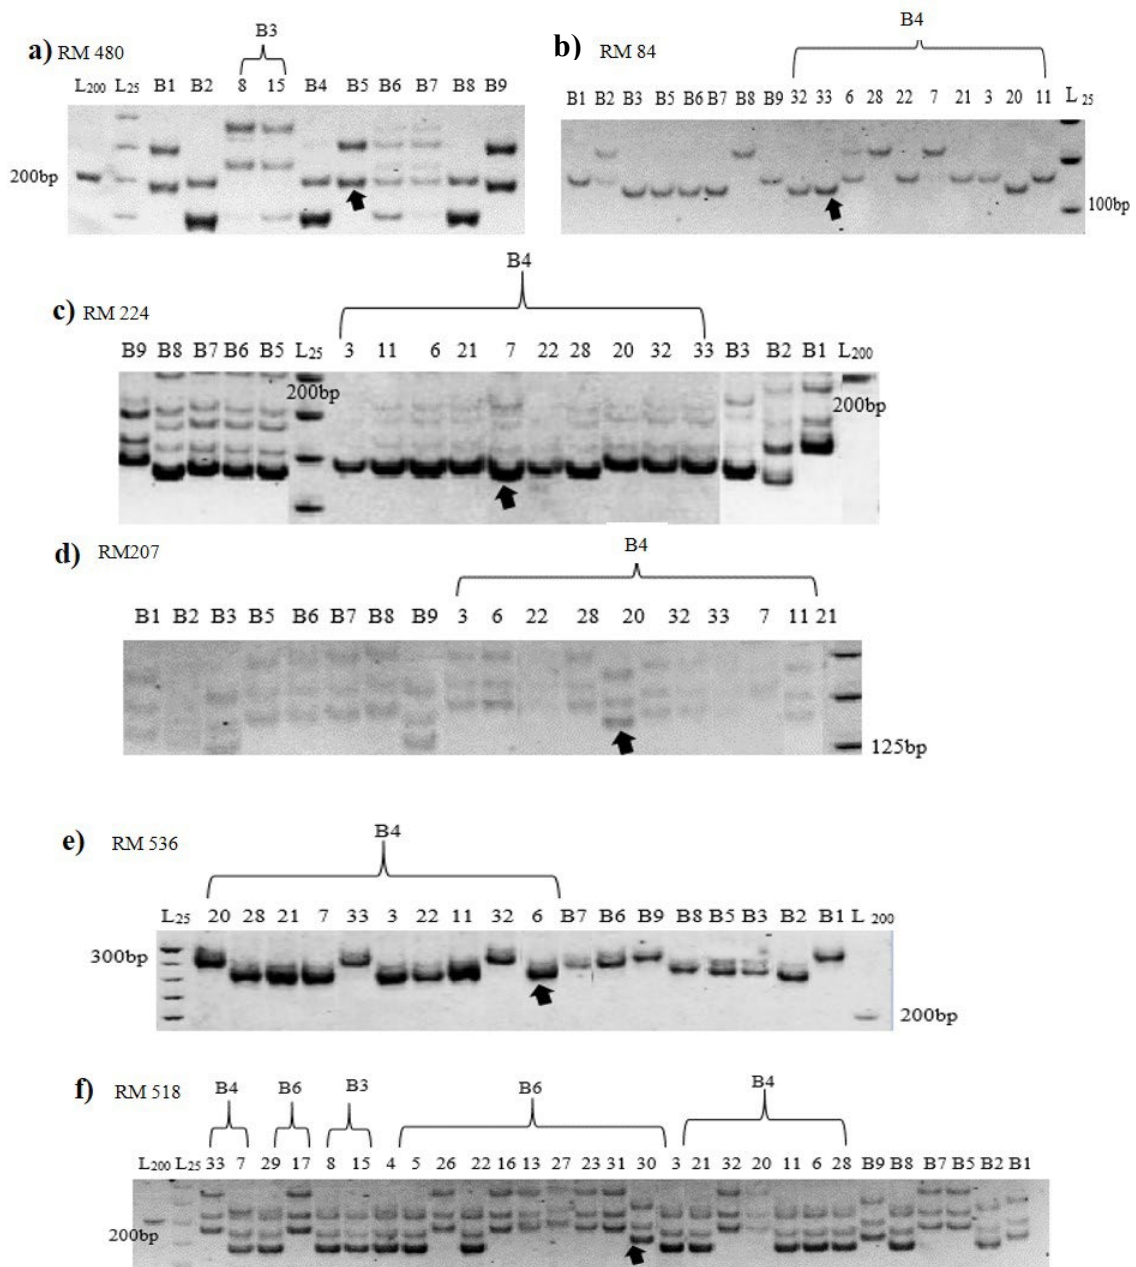 B3
a) RM 480
L200 L25 B1 B2 8 15 B4 B5 B6 B7 B8 B9
200bp
B4
b) RM 84
B1 B2 B3 B5 B6 B7 B8 B9 32 33 6 28 22 7 21 3 20 11 L 25
100bp
B4
c) RM 224
B9 B8 B7 B6 B5 L25 3 11 6 21 7 22 28 20 32 33 B3 B2 B1 L200
200bp 200bp
B4
d) RM207
B1 B2 B3 B5 B6 B7 B8 B9 3 6 22 28 20 32 33 7 11 21
125bp
B4
e) RM 536
L25 20 28 21 7 33 3 22 11 32 6 B7 B6 B9 B8 B5 B3 B2 B1 L 200
300bp
200bp
B4 B6 B3 B6 B4
f) RM 518
L200 L25 33 7 29 17 8 15 4 5 26 22 16 13 27 23 31 30 3 21 32 20 11 6 28 B9 B8 B7 B5 B2 B1
200bp